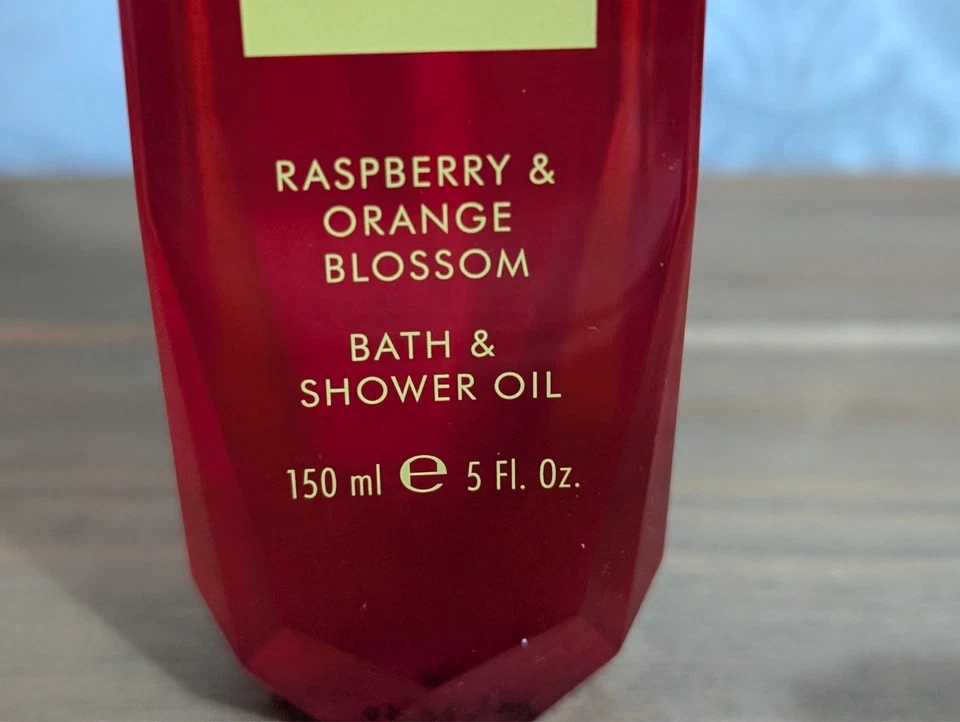 RASPBERRY &
ORANGE
BLOSSOM
BATH &
SHOWER OIL
150 ml ℮ 5 Fl. Oz.